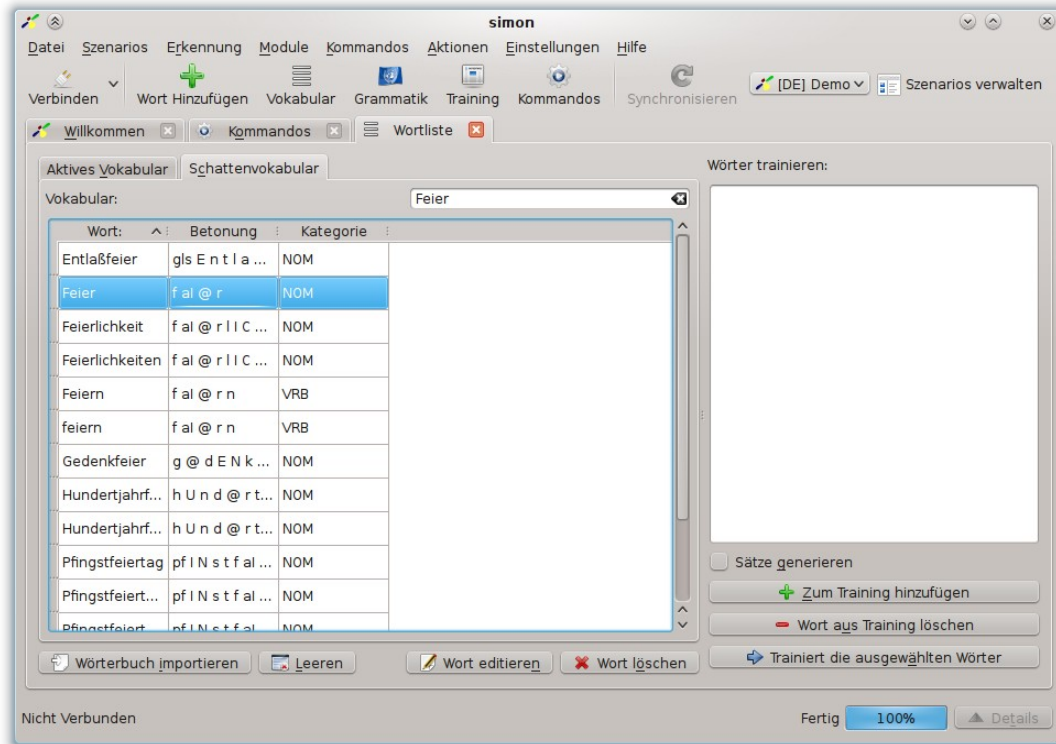 simon
Datei Szenarios Erkennung Module Kommandos Aktionen Einstellungen Hilfe
Verbinden Wort Hinzufügen Vokabular Grammatik Training Kommandos Synchronisieren [DE] Demo Szenarios verwalten
Willkommen Kommandos Wortliste
Aktives Vokabular Schattenvokabular
Wörter trainieren:
Vokabular: Feier
Wort: Betonung Kategorie
Entlaßfeier gls E n t l a ... NOM
Feier f aI @ r NOM
Feierlichkeit f aI @ r l I C ... NOM
Feierlichkeiten f aI @ r l I C ... NOM
Feiern f aI @ r n VRB
feiern f aI @ r n VRB
Gedenkfeier g @ d E N k ... NOM
Hundertjahrf... h U n d @ r t... NOM
Hundertjahrf... h U n d @ r t... NOM
Pfingstfeiertag pf I N s t f aI ... NOM
Pfingstfeiert... pf I N s t f aI ... NOM
Pfingstfeiert... pf I N s t f aI ... NOM
Sätze generieren
Zum Training hinzufügen
Wort aus Training löschen
Trainiert die ausgewählten Wörter
Wörterbuch importieren Leeren Wort editieren Wort löschen
Nicht Verbunden Fertig 100% Details